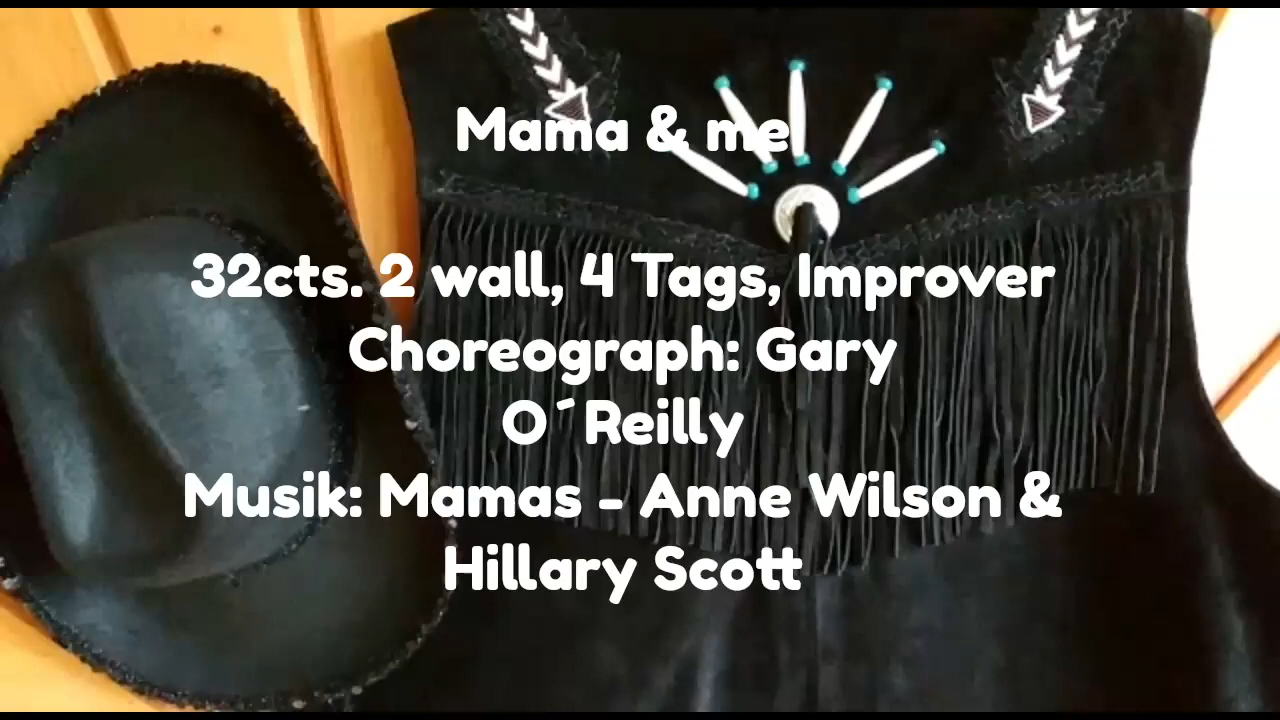 Mama & me
32cts. 2 wall, 4 Tags, Improver
Choreograph: Gary
O´Reilly
Musik: Mamas - Anne Wilson &
Hillary Scott